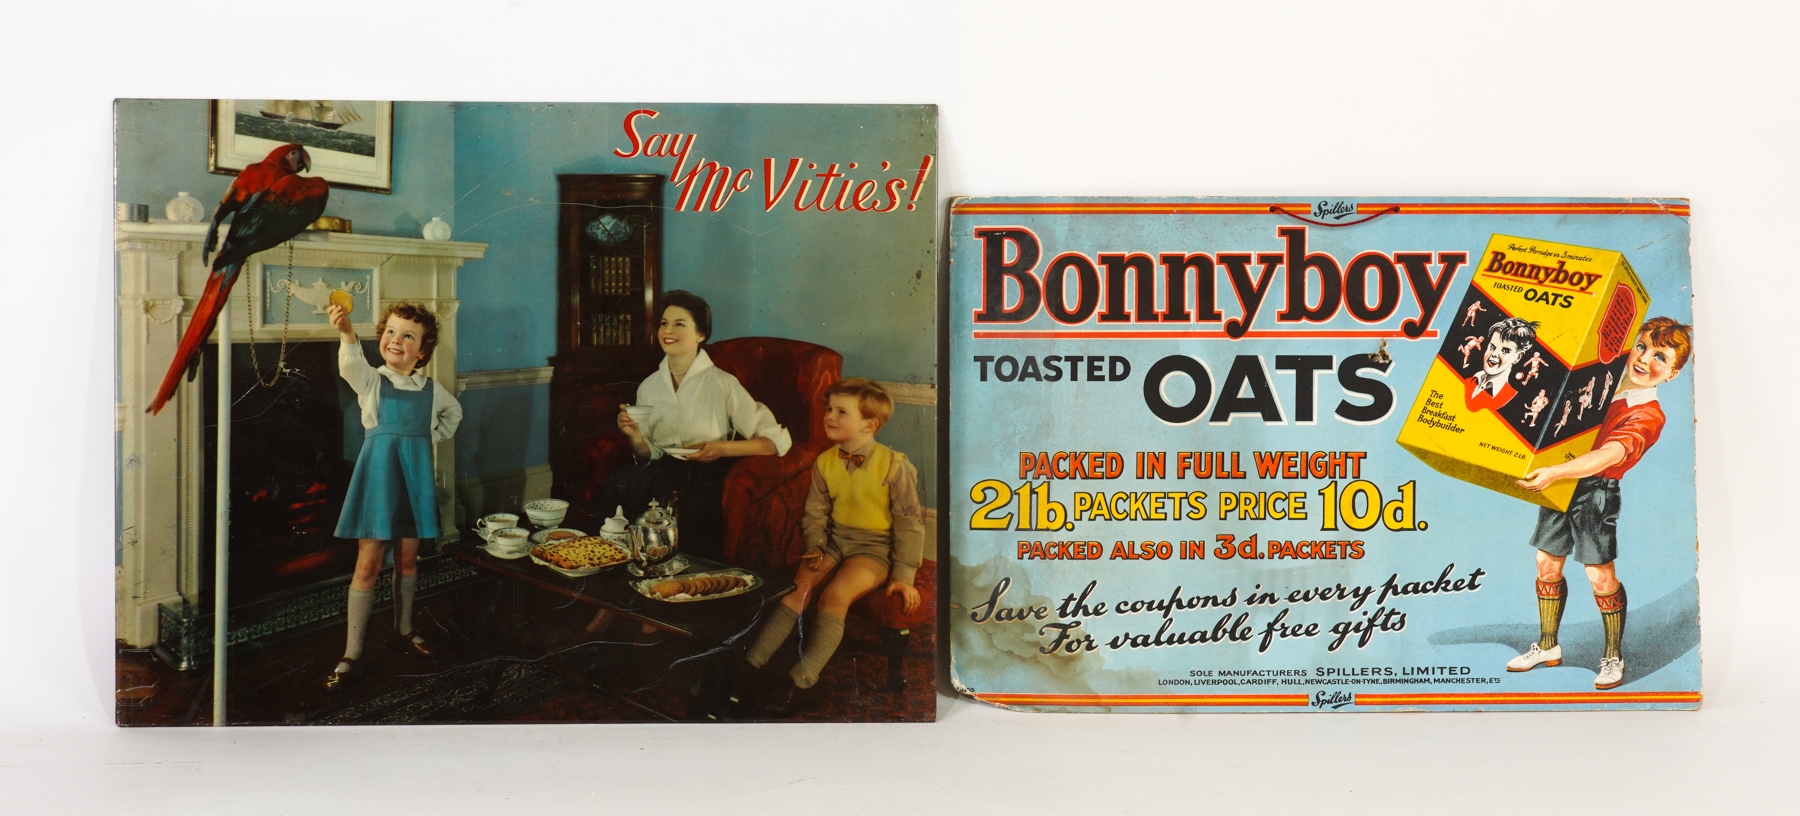 Say
McVitie's!
Spillers
Bonnyboy
TOASTED OATS
PACKED IN FULL WEIGHT
2lb. PACKETS PRICE 10d.
PACKED ALSO IN 3d. PACKETS
Save the coupons in every packet
For valuable free gifts
SOLE MANUFACTURERS SPILLERS, LIMITED
LONDON, LIVERPOOL, CARDIFF, HULL, NEWCASTLE-ON-TYNE, BIRMINGHAM, MANCHESTER, ETC
Spillers
Perfect Porridge in 3 minutes
Bonnyboy
TOASTED OATS
The
Best
Breakfast
Bodybuilder
NET WEIGHT 2LB.